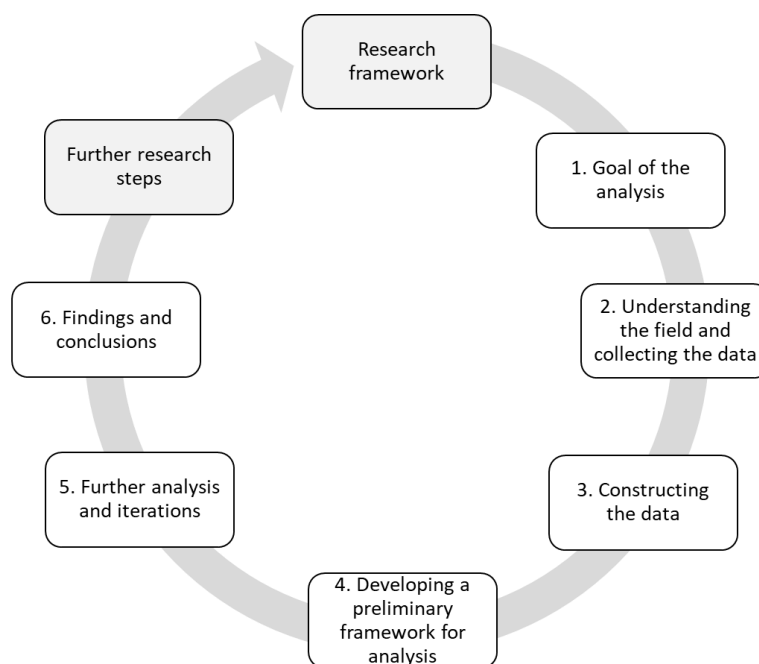 Research
framework
1. Goal of the
analysis
2. Understanding
the field and
collecting the data
3. Constructing
the data
4. Developing a
preliminary
framework for
analysis
5. Further analysis
and iterations
6. Findings and
conclusions
Further research
steps